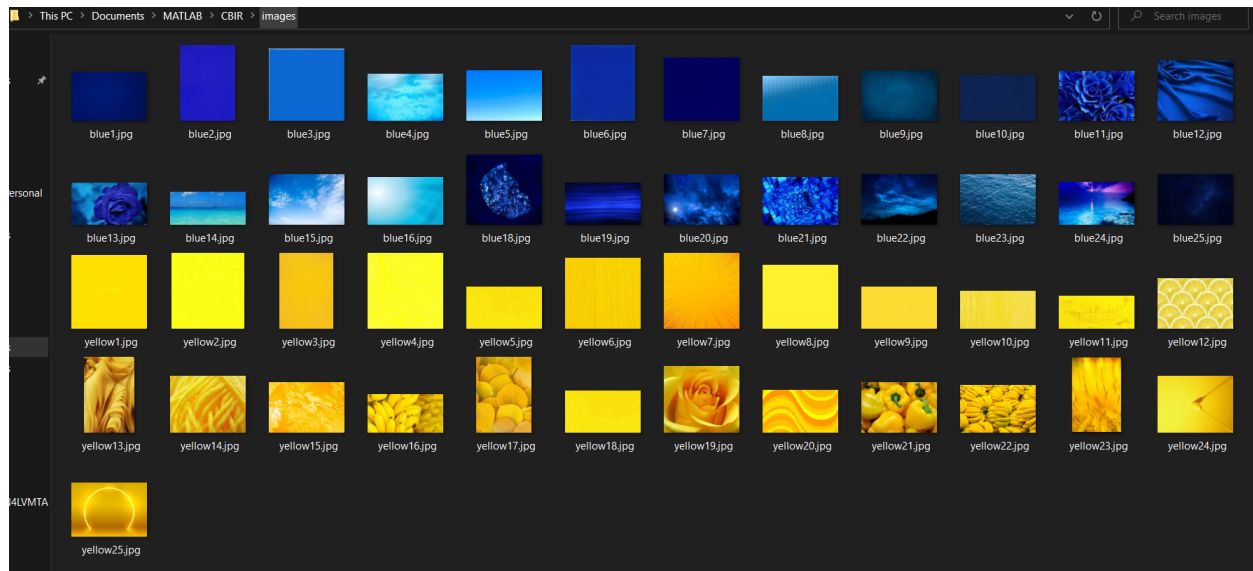 This PC > Documents > MATLAB > CBIR > images
Search images
blue1.jpg blue2.jpg blue3.jpg blue4.jpg blue5.jpg blue6.jpg blue7.jpg blue8.jpg blue9.jpg blue10.jpg blue11.jpg blue12.jpg
ersonal
blue13.jpg blue14.jpg blue15.jpg blue16.jpg blue18.jpg blue19.jpg blue20.jpg blue21.jpg blue22.jpg blue23.jpg blue24.jpg blue25.jpg
yellow1.jpg yellow2.jpg yellow3.jpg yellow4.jpg yellow5.jpg yellow6.jpg yellow7.jpg yellow8.jpg yellow9.jpg yellow10.jpg yellow11.jpg yellow12.jpg
yellow13.jpg yellow14.jpg yellow15.jpg yellow16.jpg yellow17.jpg yellow18.jpg yellow19.jpg yellow20.jpg yellow21.jpg yellow22.jpg yellow23.jpg yellow24.jpg
4LVMTA
yellow25.jpg